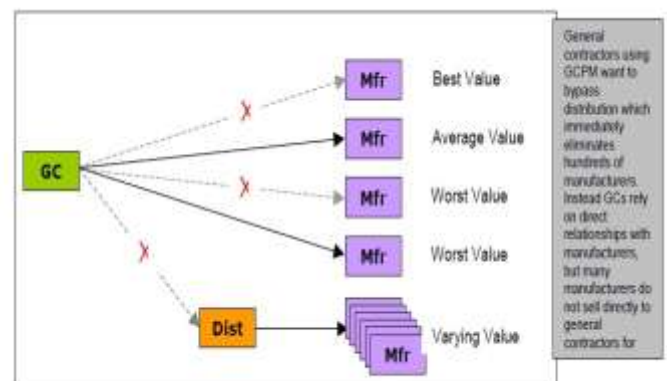 Mfr
Best Value
Mfr
Average Value
GC
Mfr
Worst Value
Mfr
Worst Value
Dist
Mfr
Varying Value
X
X
X
General
contractors using
GCPM want to
bypass
distribution which
immediately
eliminates
hundreds of
manufacturers.
Instead GCs rely
on direct
relationships with
manufacturers,
but many
manufacturers do
not sell directly to
general
contractors for